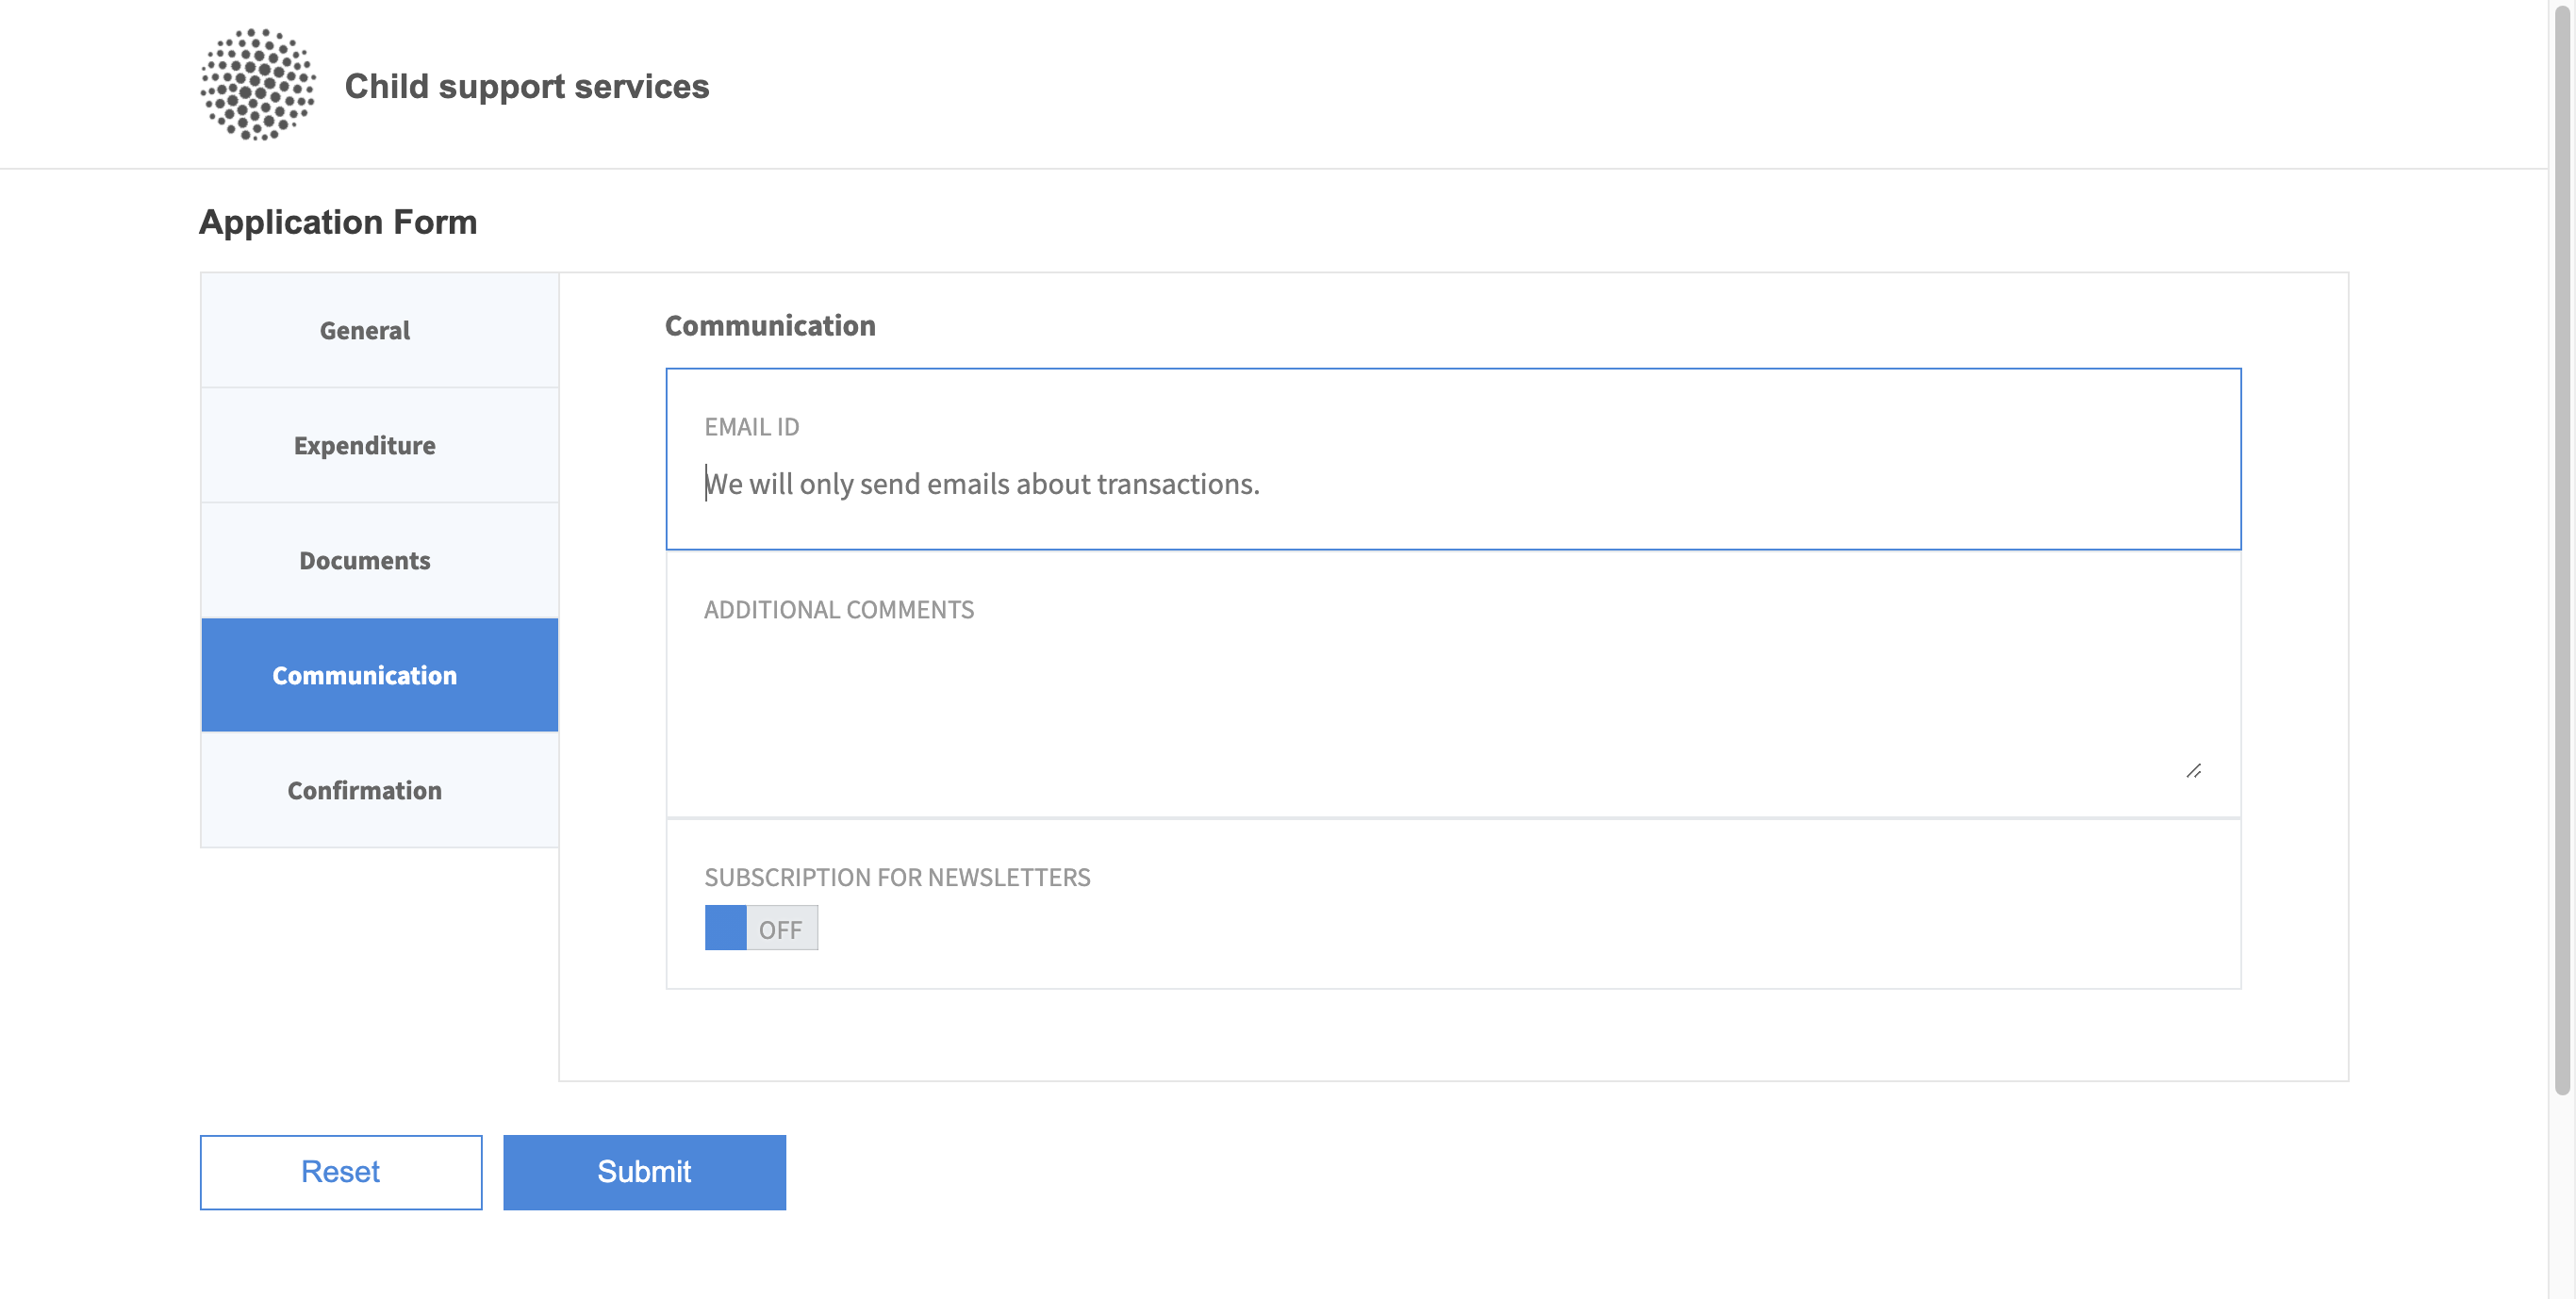 Child support services
Application Form
General
Expenditure
Documents
Communication
Confirmation
Communication
EMAIL ID
We will only send emails about transactions.
ADDITIONAL COMMENTS
SUBSCRIPTION FOR NEWSLETTERS
OFF
Reset
Submit